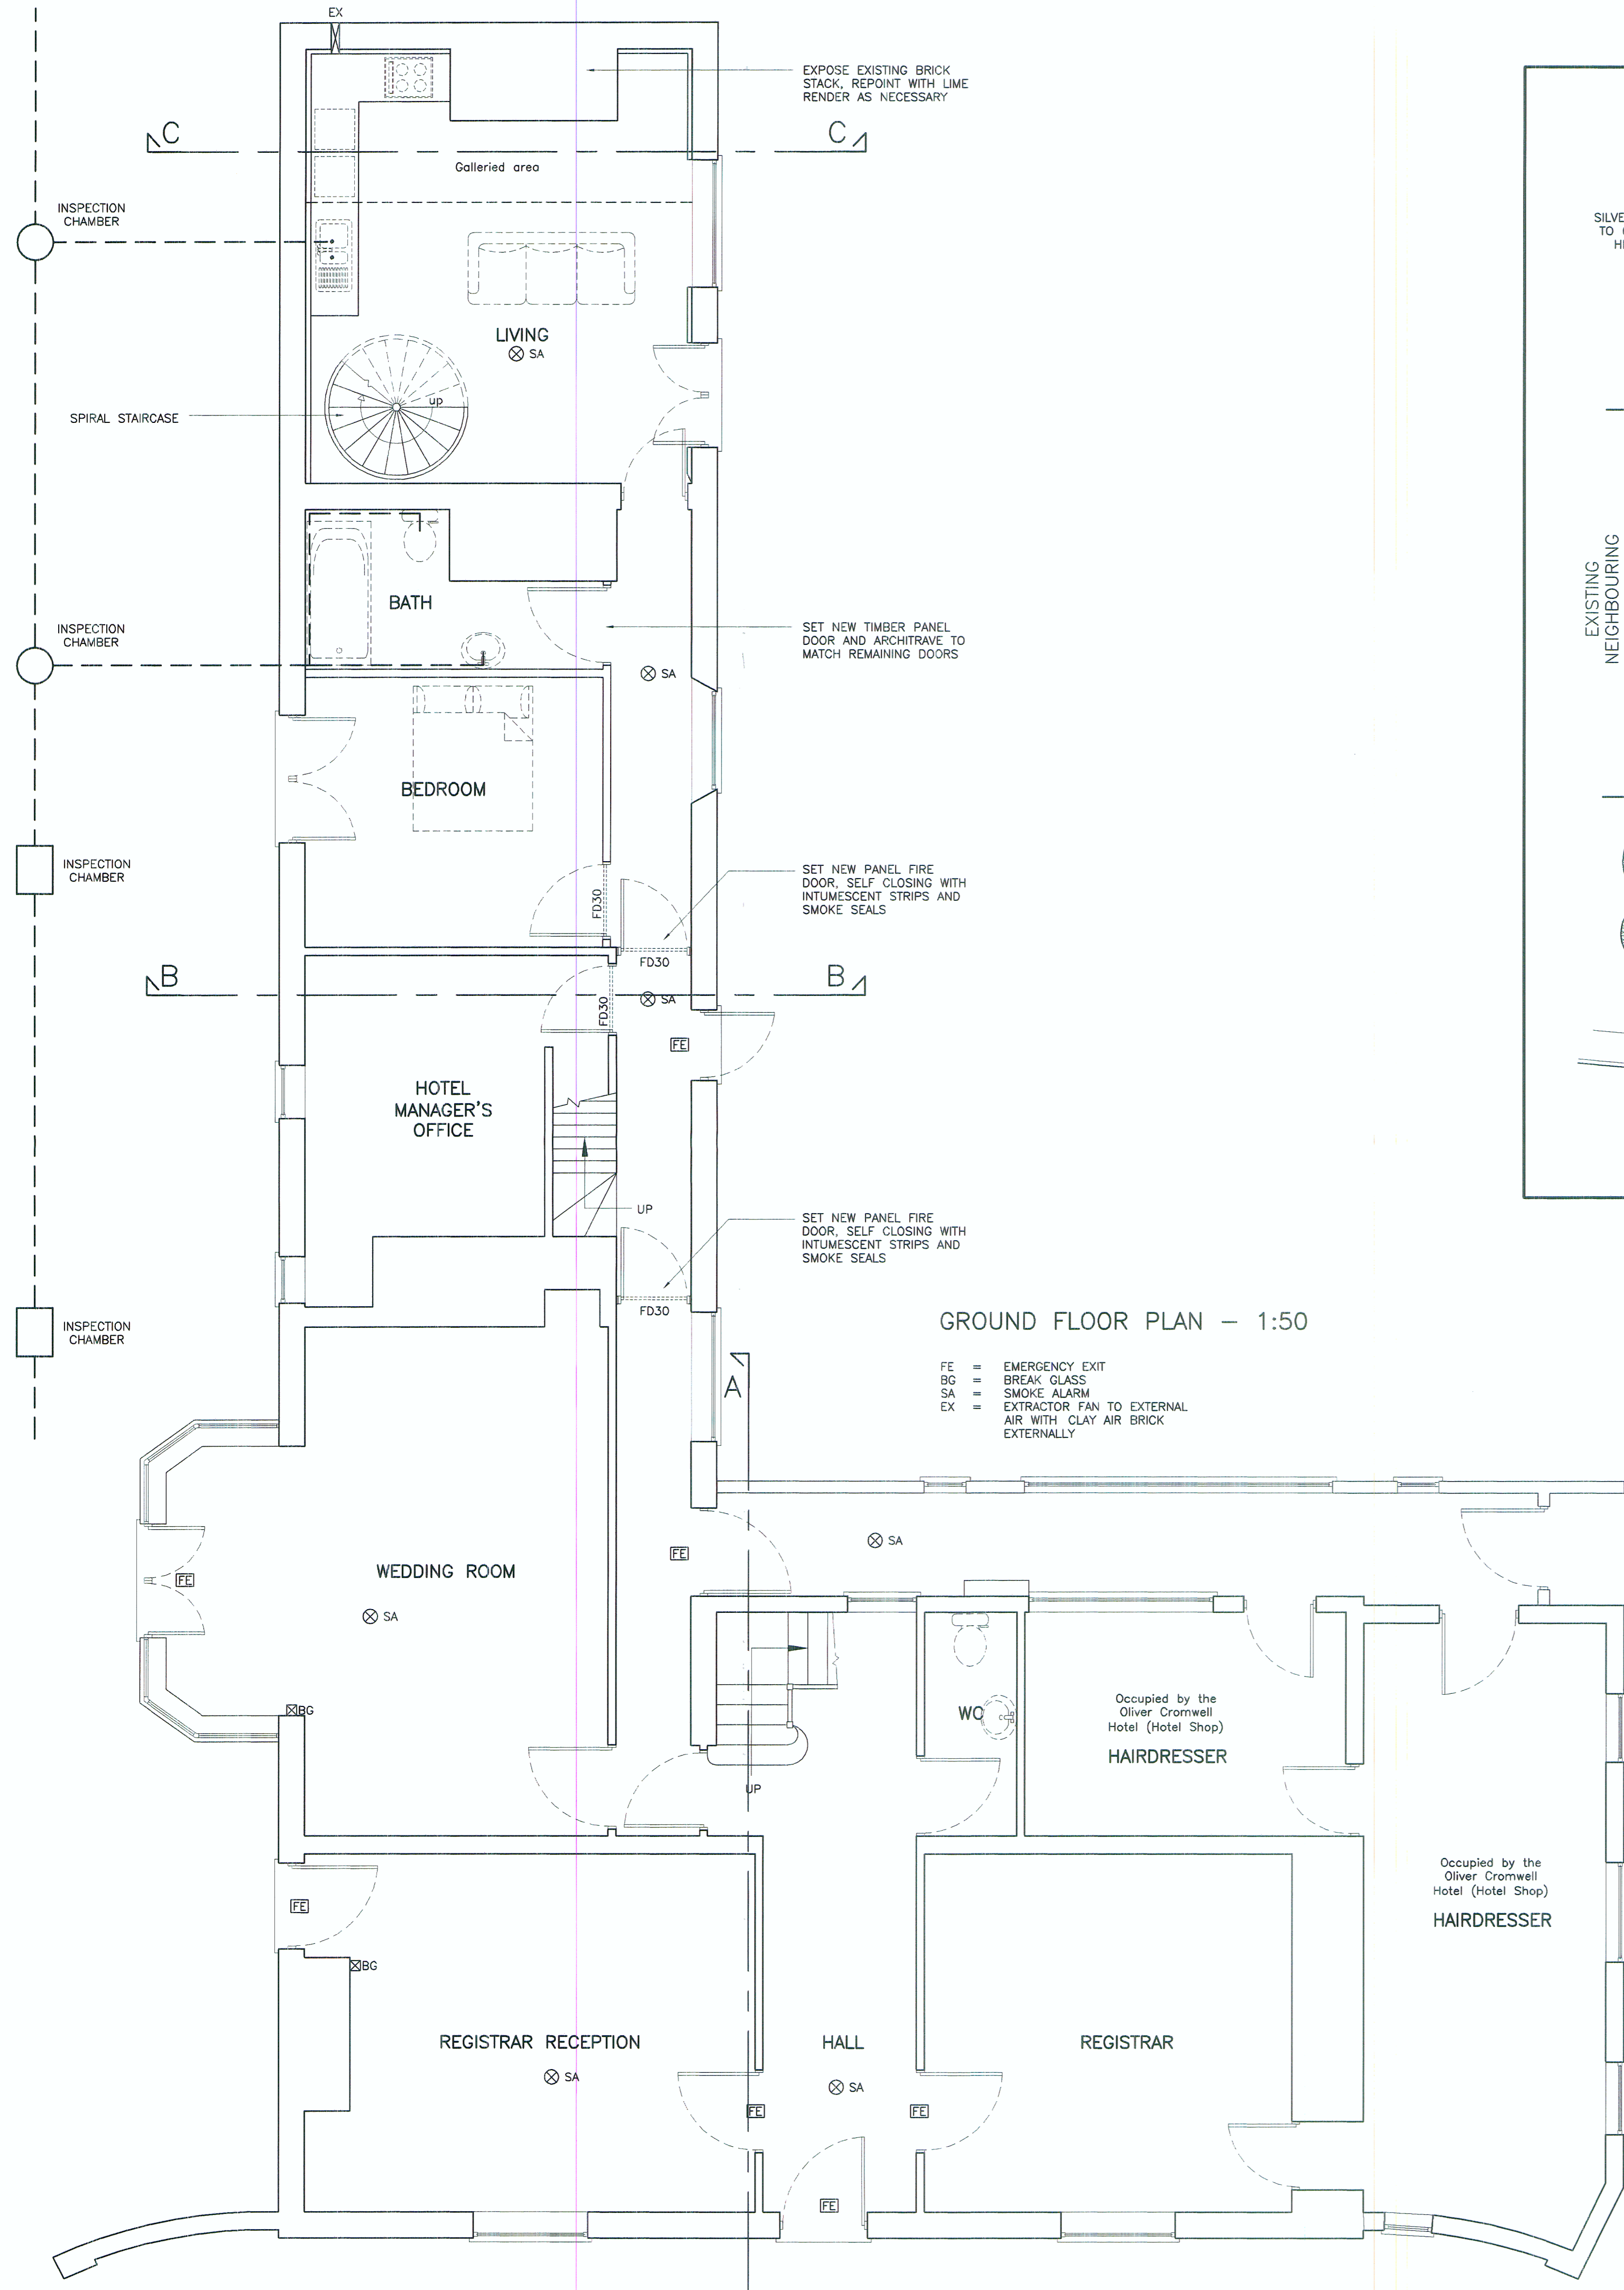 EX
EXPOSE EXISTING BRICK
STACK, REPOINT WITH LIME
RENDER AS NECESSARY
C
C
Galleried area
INSPECTION
CHAMBER
SILVE
TO
LIVING
SA
up
SPIRAL STAIRCASE
BATH
INSPECTION
CHAMBER
SET NEW TIMBER PANEL
DOOR AND ARCHITRAVE TO
MATCH REMAINING DOORS
EXISTING
NEIGHBOURING
SA
BEDROOM
INSPECTION
CHAMBER
SET NEW PANEL FIRE
DOOR, SELF CLOSING WITH
INTUMESCENT STRIPS AND
SMOKE SEALS
FD30
FD30
B
B
SA
FD30
FE
HOTEL
MANAGER'S
OFFICE
UP
SET NEW PANEL FIRE
DOOR, SELF CLOSING WITH
INTUMESCENT STRIPS AND
SMOKE SEALS
FD30
INSPECTION
CHAMBER
GROUND FLOOR PLAN – 1:50
A
FE = EMERGENCY EXIT
BG = BREAK GLASS
SA = SMOKE ALARM
EX = EXTRACTOR FAN TO EXTERNAL
AIR WITH CLAY AIR BRICK
EXTERNALLY
SA
FE
WEDDING ROOM
FE
SA
BG
WC
UP
Occupied by the
Oliver Cromwell
Hotel (Hotel Shop)
HAIRDRESSER
Occupied by the
Oliver Cromwell
Hotel (Hotel Shop)
HAIRDRESSER
FE
BG
REGISTRAR RECEPTION
SA
HALL
SA
REGISTRAR
FE
FE
FE